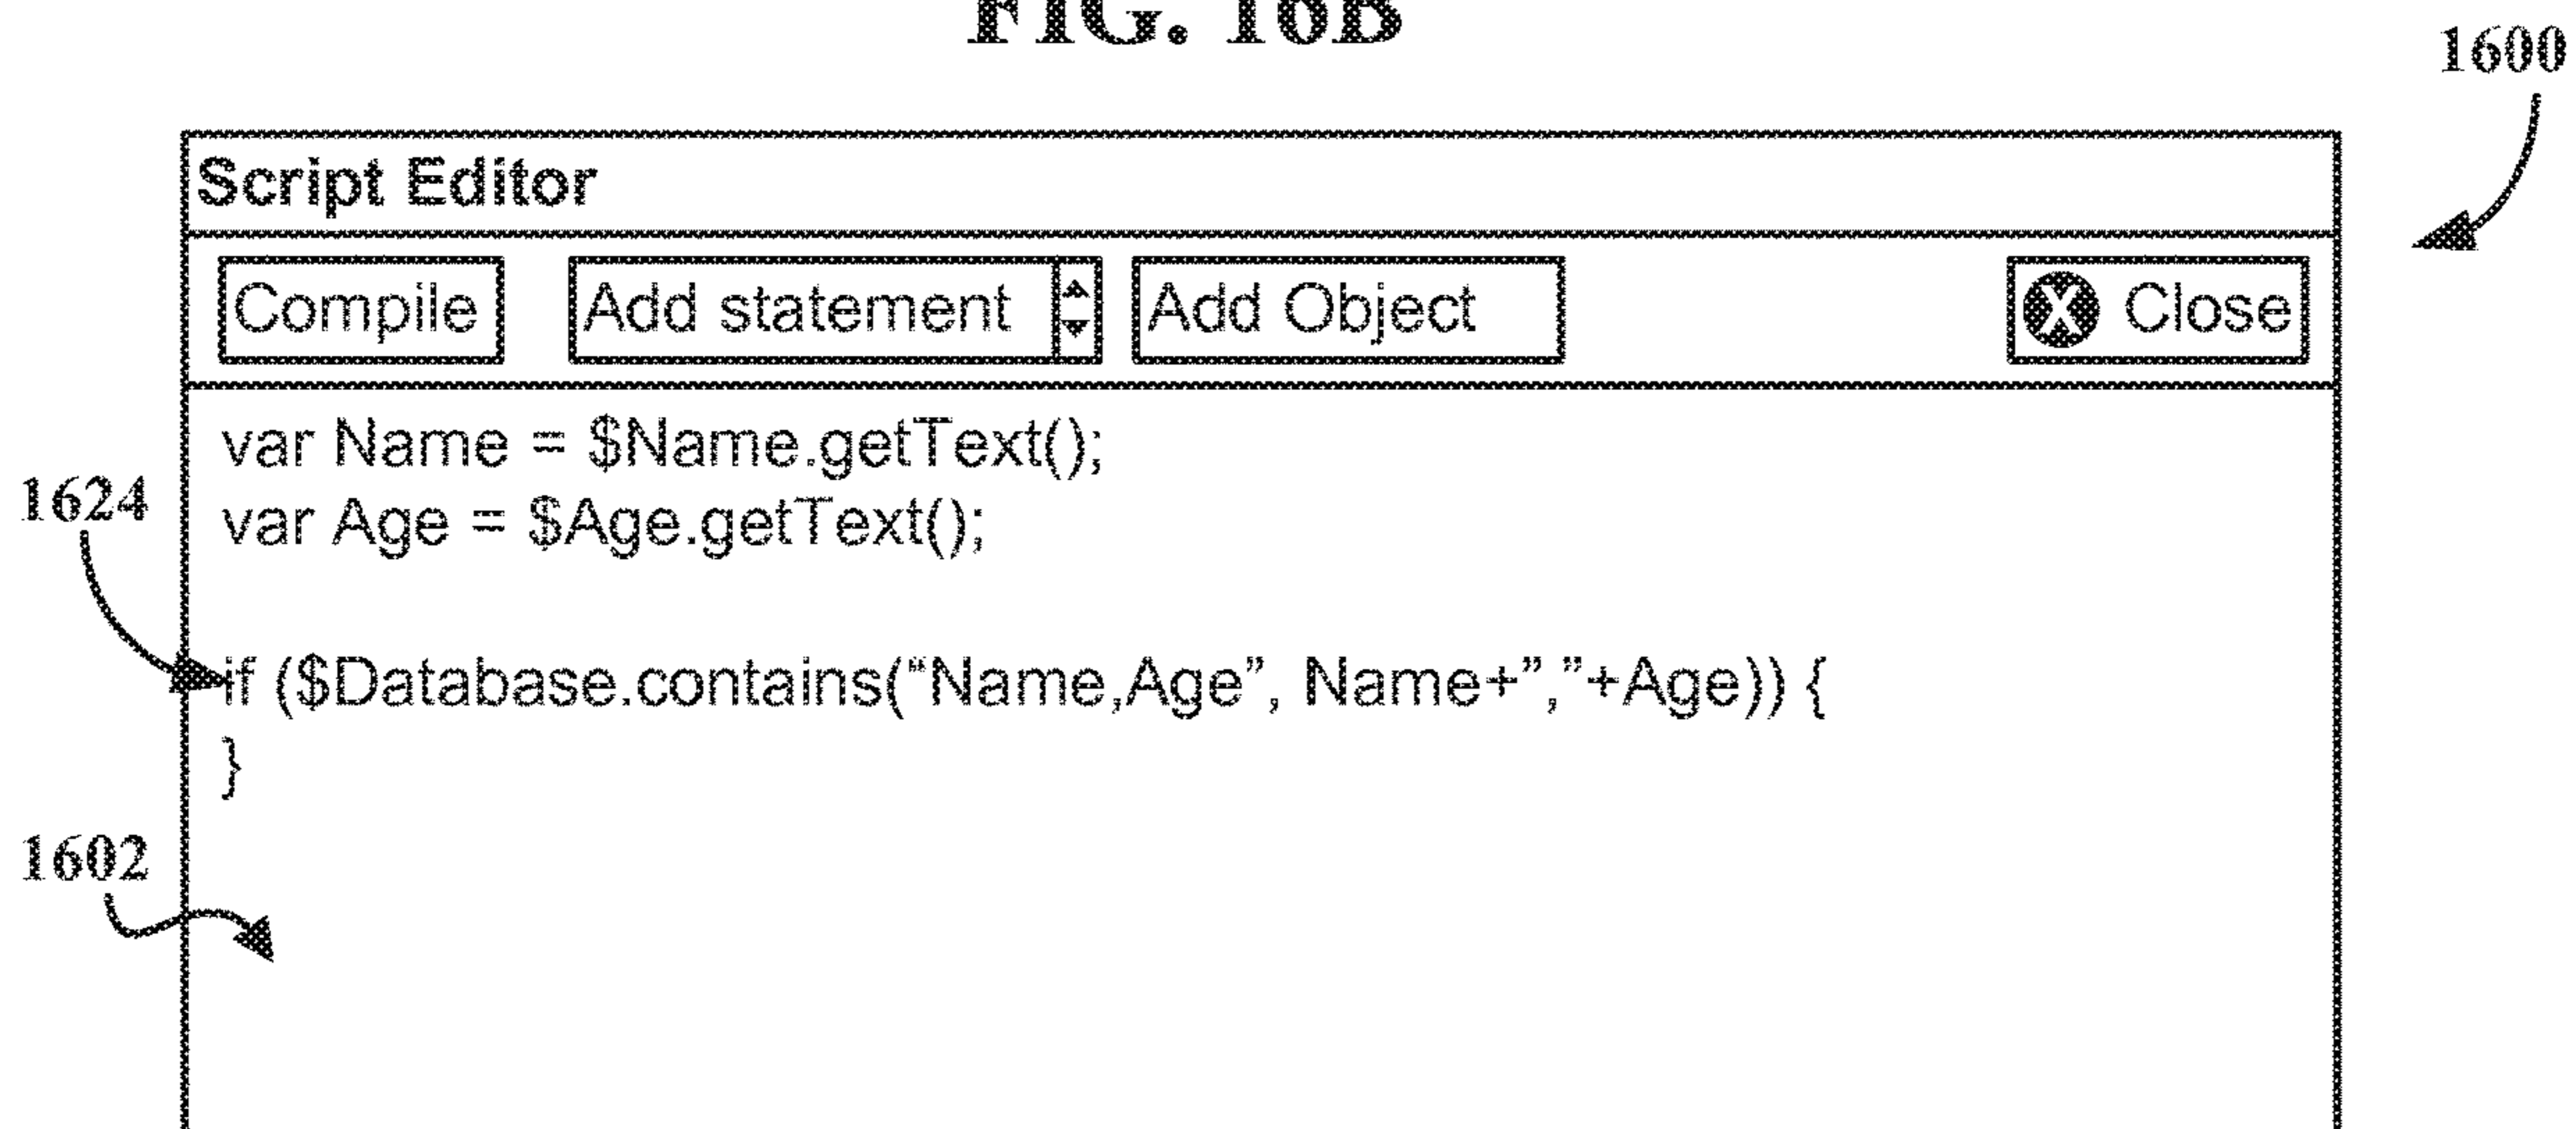 FIG. 16B
1600
Script Editor
Compile Add statement Add Object X Close
var Name = $Name.getText();
1624
var Age = $Age.getText();
if ($Database.contains(“Name,Age”, Name+”,”+Age)) {
}
1602